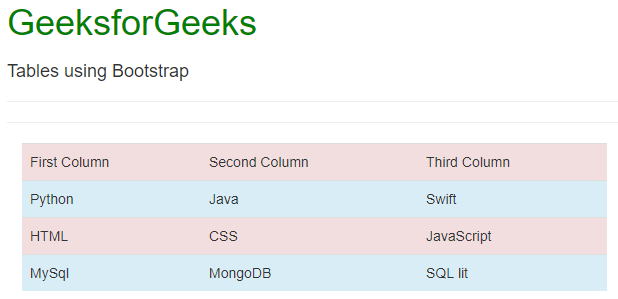 GeeksforGeeks
Tables using Bootstrap
First Column Second Column Third Column
Python Java Swift
HTML CSS JavaScript
MySql MongoDB SQL lit